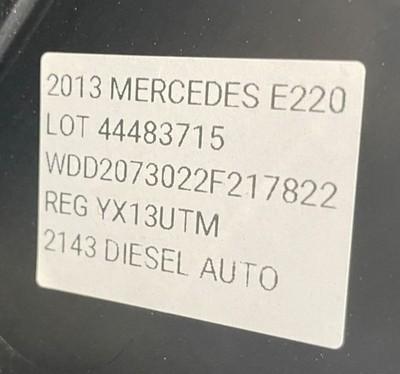 2013 MERCEDES E220
LOT 44483715
WDD2073022F217822
REG YX13UTM
2143 DIESEL AUTO